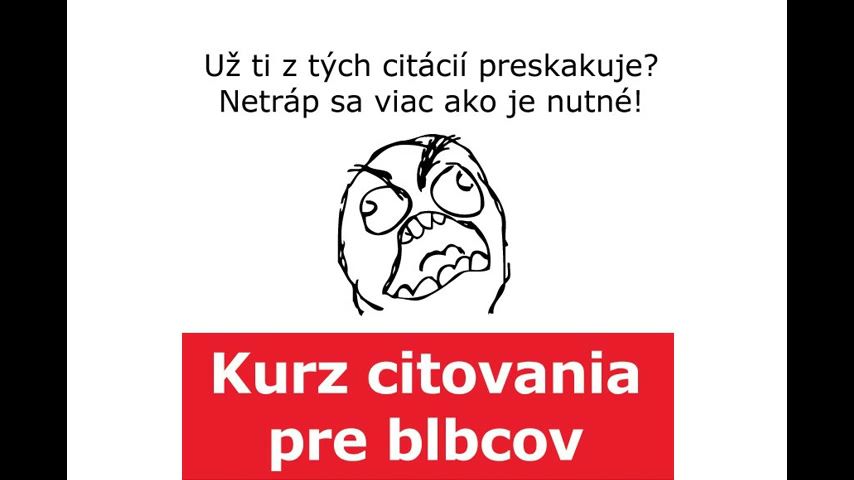 Už ti z tých citácií preskakuje?
Netráp sa viac ako je nutné!
Kurz citovania
pre blbcov